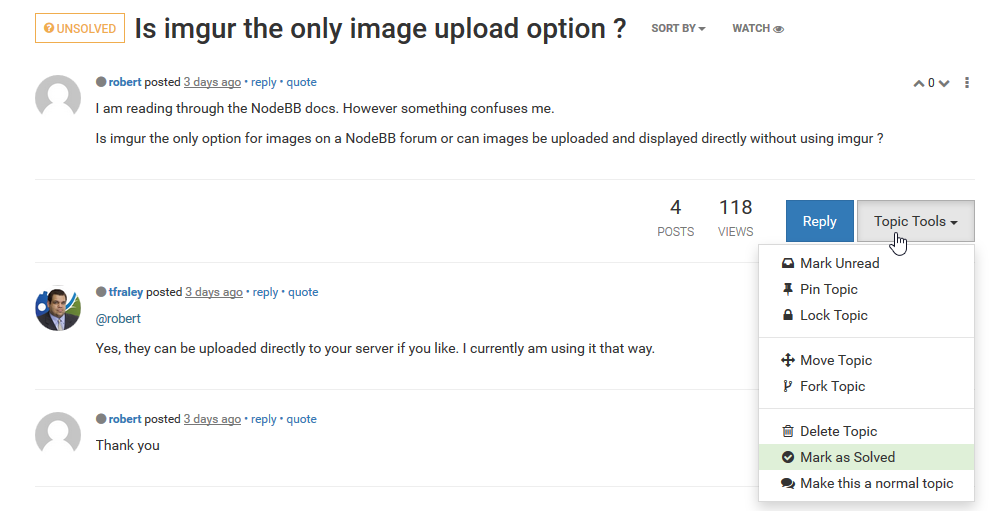 UNSOLVED Is imgur the only image upload option ? SORT BY WATCH
robert posted 3 days ago • reply • quote 0
I am reading through the NodeBB docs. However something confuses me.
Is imgur the only option for images on a NodeBB forum or can images be uploaded and displayed directly without using imgur ?
4 118
POSTS VIEWS
Reply
Topic Tools
Mark Unread
Pin Topic
Lock Topic
Move Topic
Fork Topic
Delete Topic
Mark as Solved
Make this a normal topic
tfraley posted 3 days ago • reply • quote
@robert
Yes, they can be uploaded directly to your server if you like. I currently am using it that way.
robert posted 3 days ago • reply • quote
Thank you